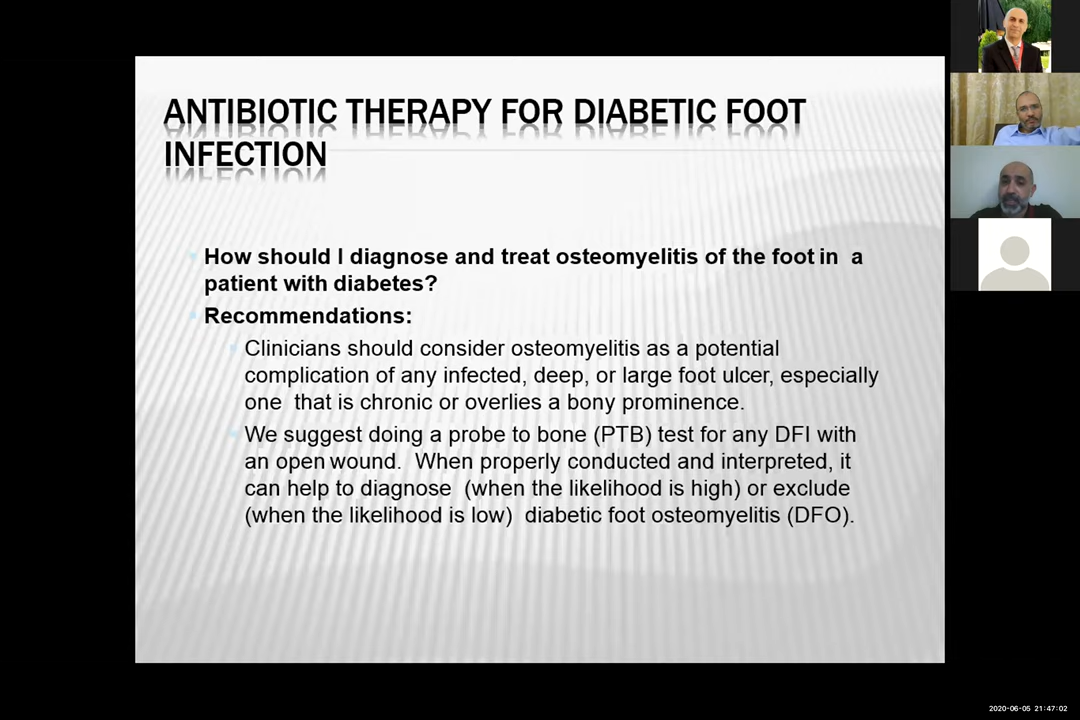 ANTIBIOTIC THERAPY FOR DIABETIC FOOT
INFECTION
How should I diagnose and treat osteomyelitis of the foot in a
patient with diabetes?
Recommendations:
Clinicians should consider osteomyelitis as a potential
complication of any infected, deep, or large foot ulcer, especially
one that is chronic or overlies a bony prominence.
We suggest doing a probe to bone (PTB) test for any DFI with
an open wound. When properly conducted and interpreted, it
can help to diagnose (when the likelihood is high) or exclude
(when the likelihood is low) diabetic foot osteomyelitis (DFO).
2020-06-05 21:47:02